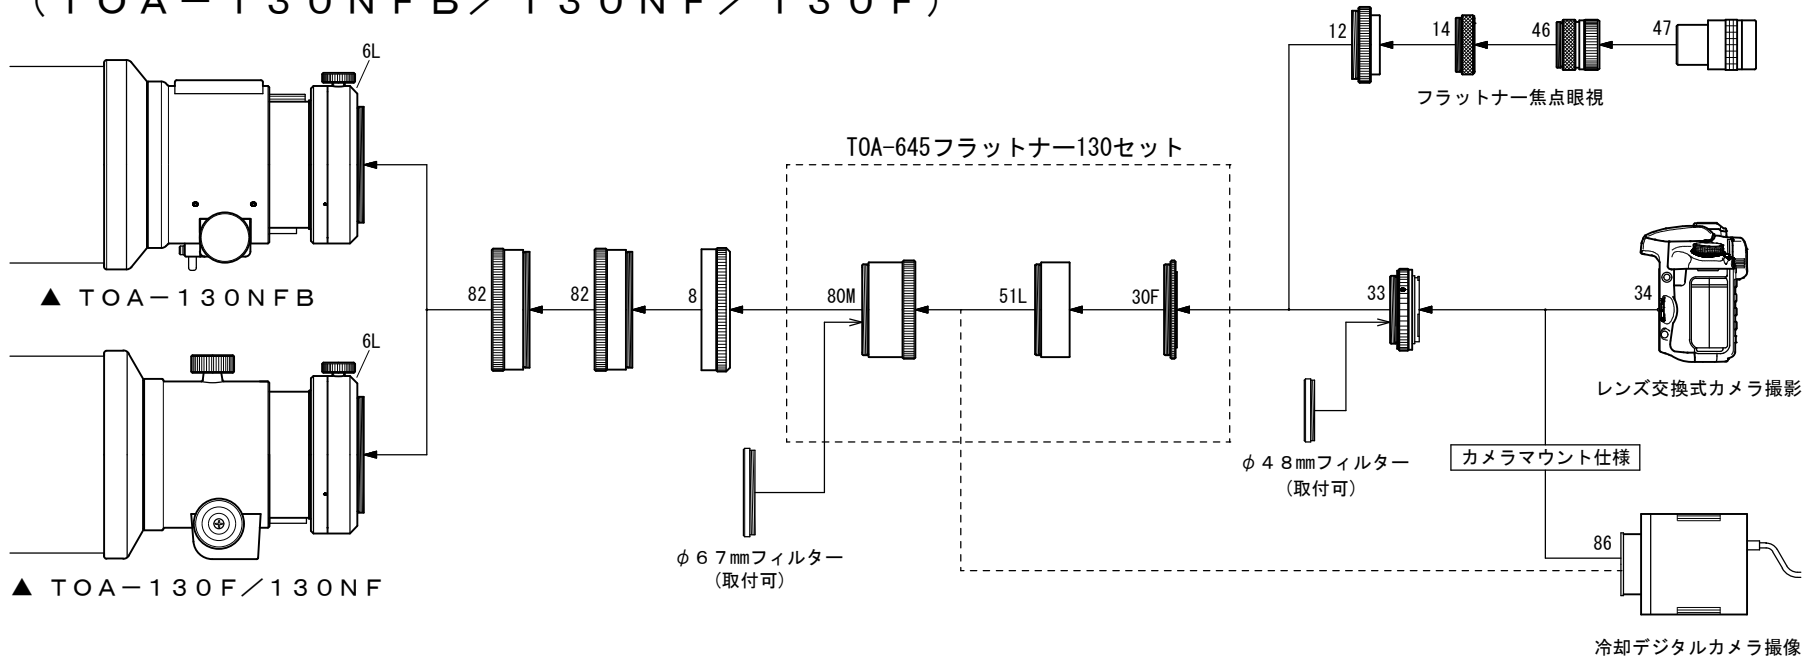 （ＴＯＡ－１３０ＮＦＢ／１３０ＮＦ／１３０Ｆ）
6L
▲ ＴＯＡ－１３０ＮＦＢ
6L
▲ ＴＯＡ－１３０Ｆ／１３０ＮＦ
82
82
8
TOA-645フラットナー130セット
80M
51L
30F
φ６７㎜フィルター
（取付可）
12
14
46
47
フラットナー焦点眼視
33
34
レンズ交換式カメラ撮影
φ４８㎜フィルター
（取付可）
カメラマウント仕様
86
冷却デジタルカメラ撮像